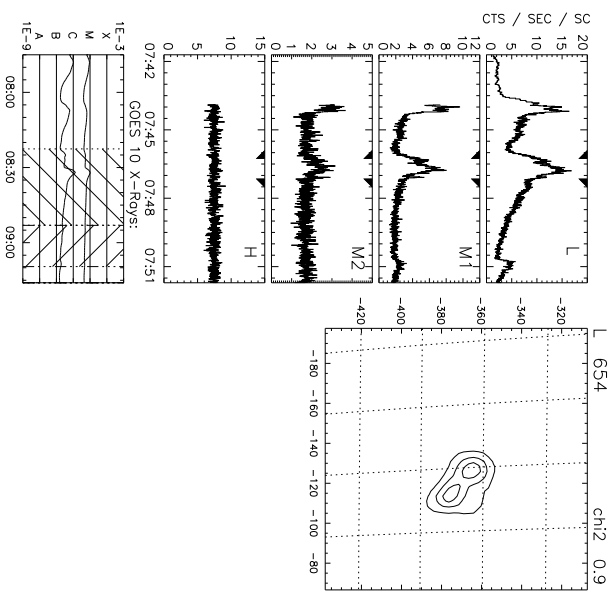 CTS / SEC / SC
20
15
10
5
0
L
12
10
8
6
4
2
0
M1
5
4
3
2
1
0
M2
15
10
5
0
H
07:42 07:45 07:48 07:51
GOES 10 X-Rays:
1E-3
X
M
C
B
A
1E-9
08:00 08:30 09:00
L 654 chi2 0.9
-320
-340
-360
-380
-400
-420
-180 -160 -140 -120 -100 -80